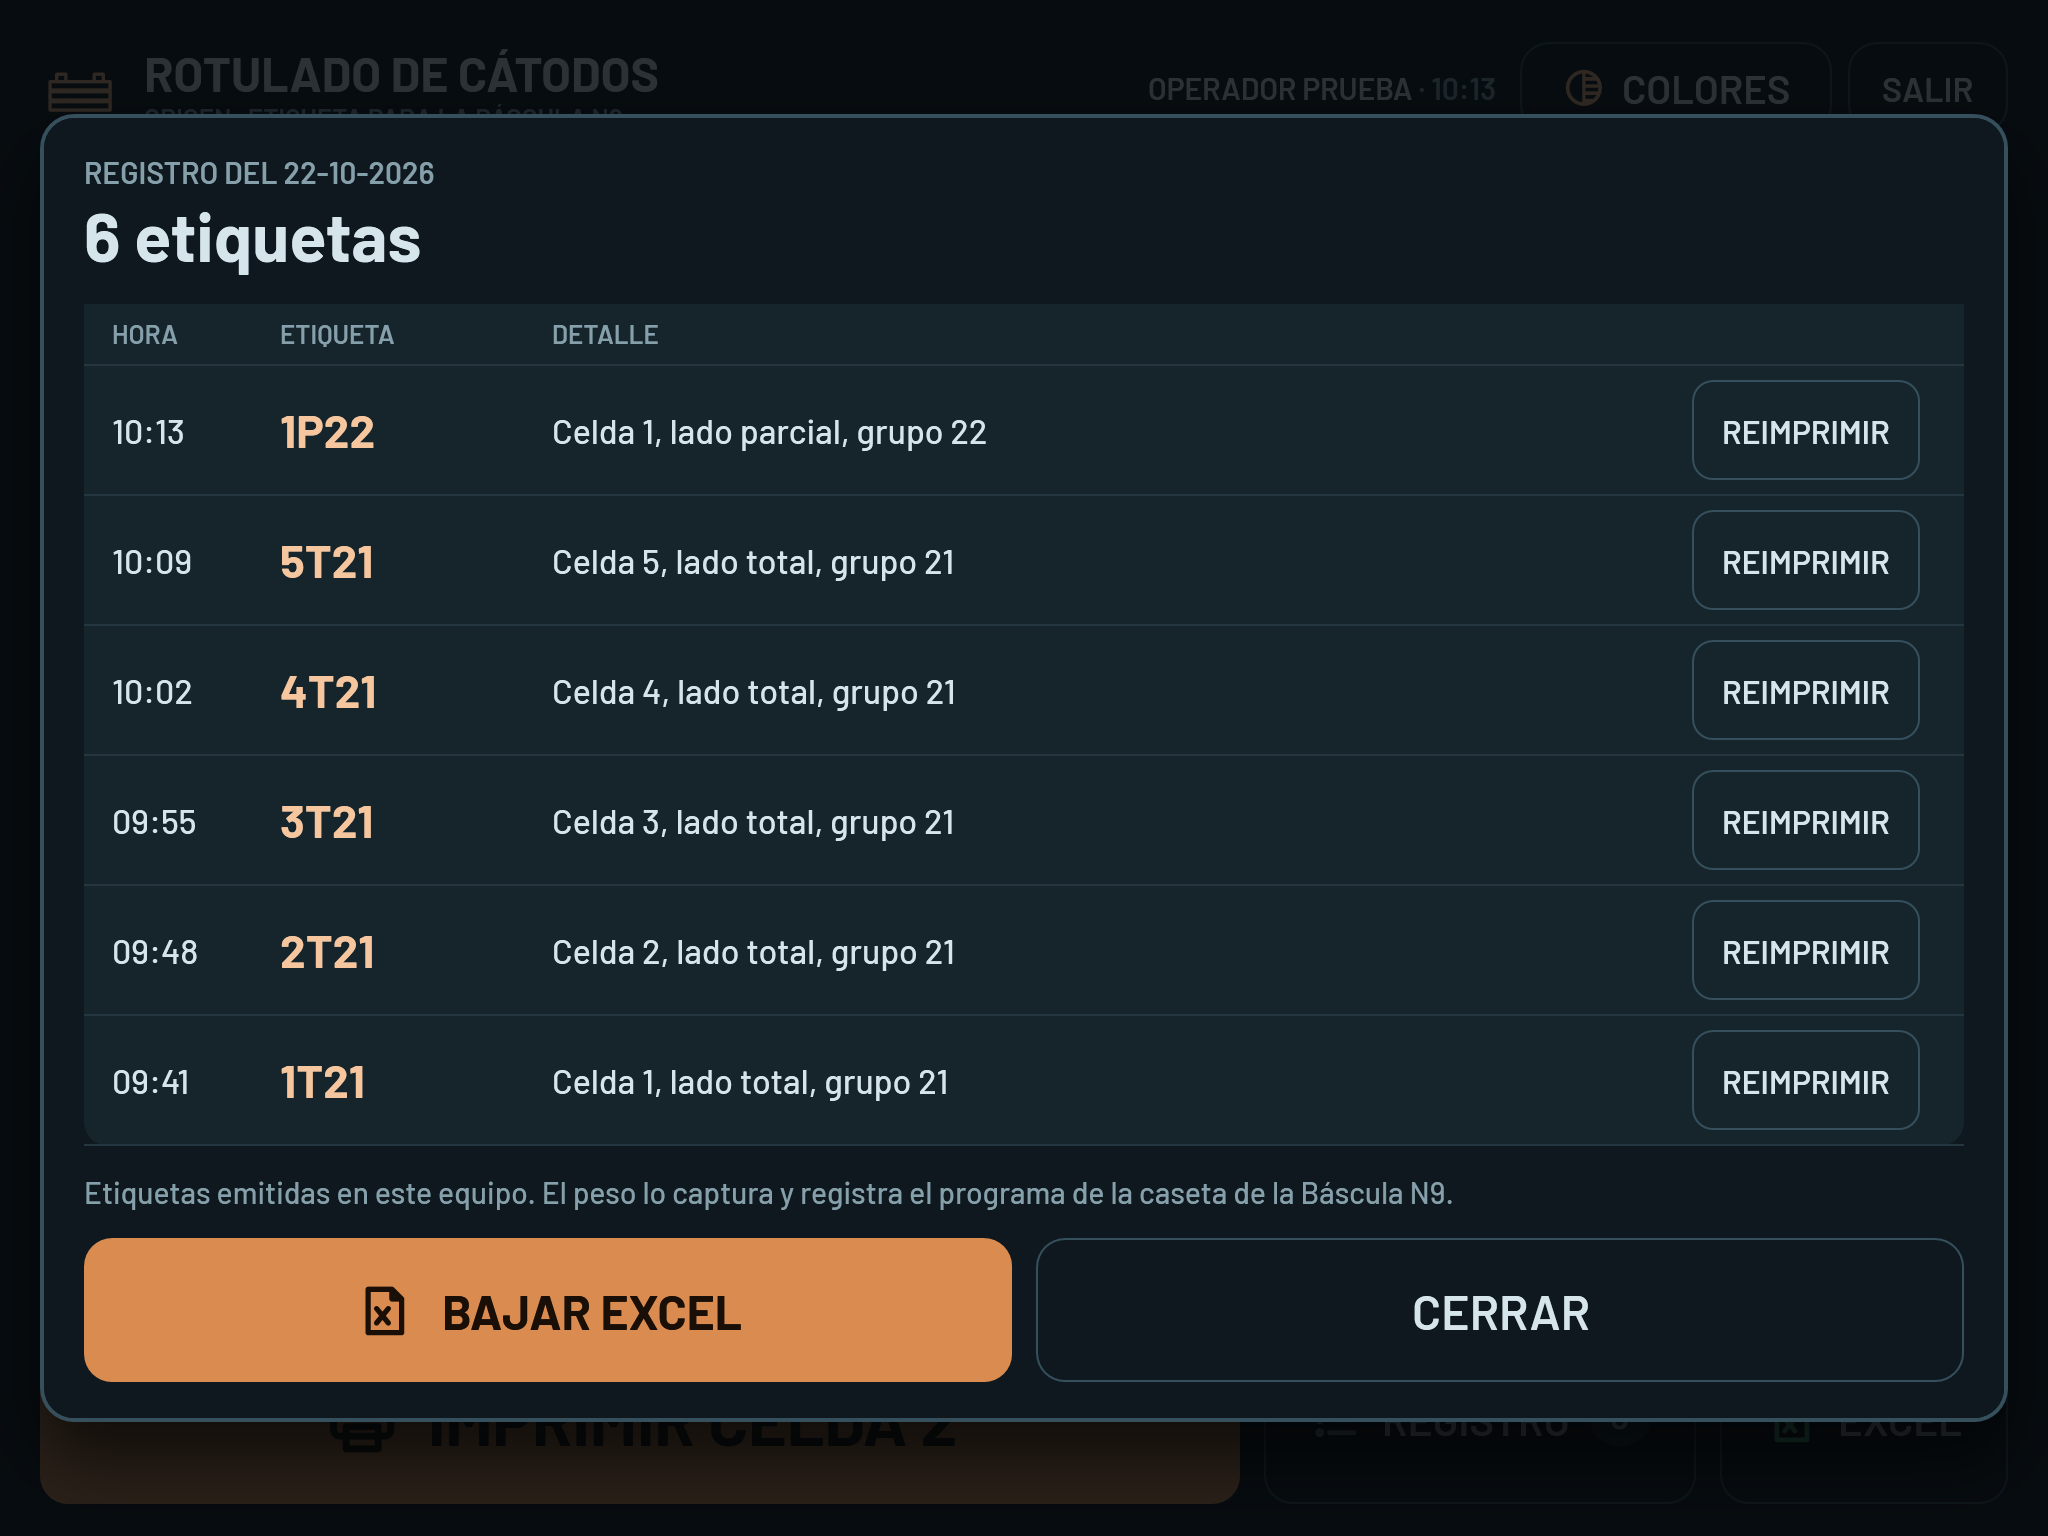 ROTULADO DE CÁTODOS
OPERADOR PRUEBA · 10:13
COLORES
SALIR
REGISTRO DEL 22-10-2026
6 etiquetas
HORA ETIQUETA DETALLE
10:13 1P22 Celda 1, lado parcial, grupo 22 REIMPRIMIR
10:09 5T21 Celda 5, lado total, grupo 21 REIMPRIMIR
10:02 4T21 Celda 4, lado total, grupo 21 REIMPRIMIR
09:55 3T21 Celda 3, lado total, grupo 21 REIMPRIMIR
09:48 2T21 Celda 2, lado total, grupo 21 REIMPRIMIR
09:41 1T21 Celda 1, lado total, grupo 21 REIMPRIMIR
Etiquetas emitidas en este equipo. El peso lo captura y registra el programa de la caseta de la Báscula N9.
BAJAR EXCEL
CERRAR
IMPRIMIR CELDA 2
REGISTRO
EXCEL